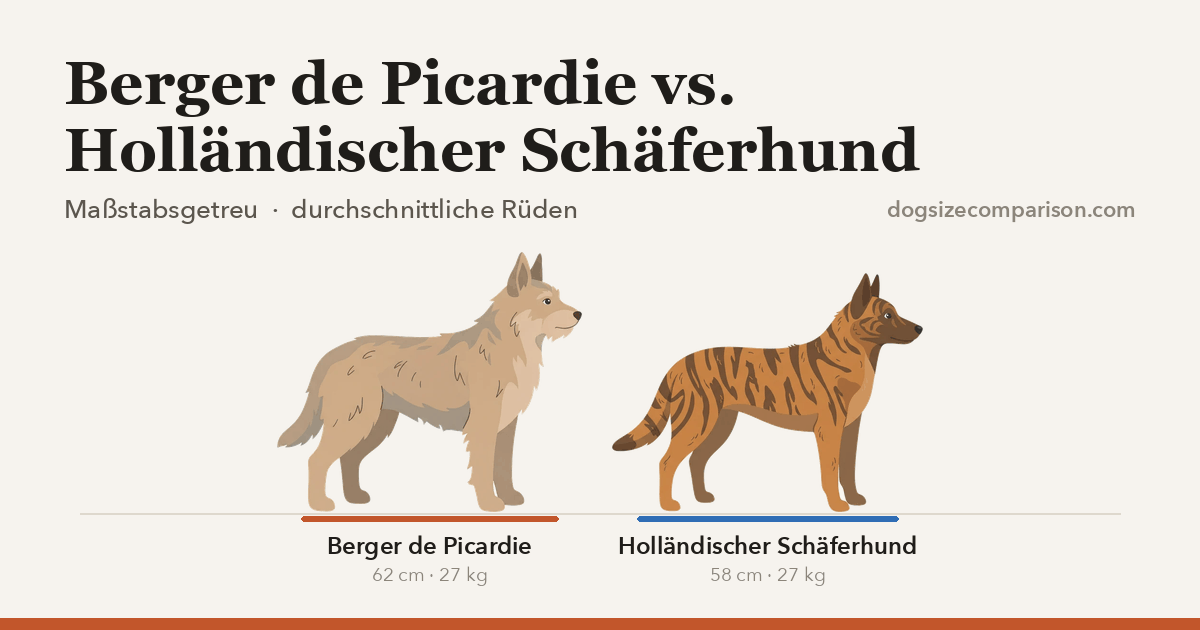 Berger de Picardie vs.
Holländischer Schäferhund
Maßstabsgetreu · durchschnittliche Rüden
dogsizecomparison.com
Berger de Picardie
62 cm · 27 kg
Holländischer Schäferhund
58 cm · 27 kg